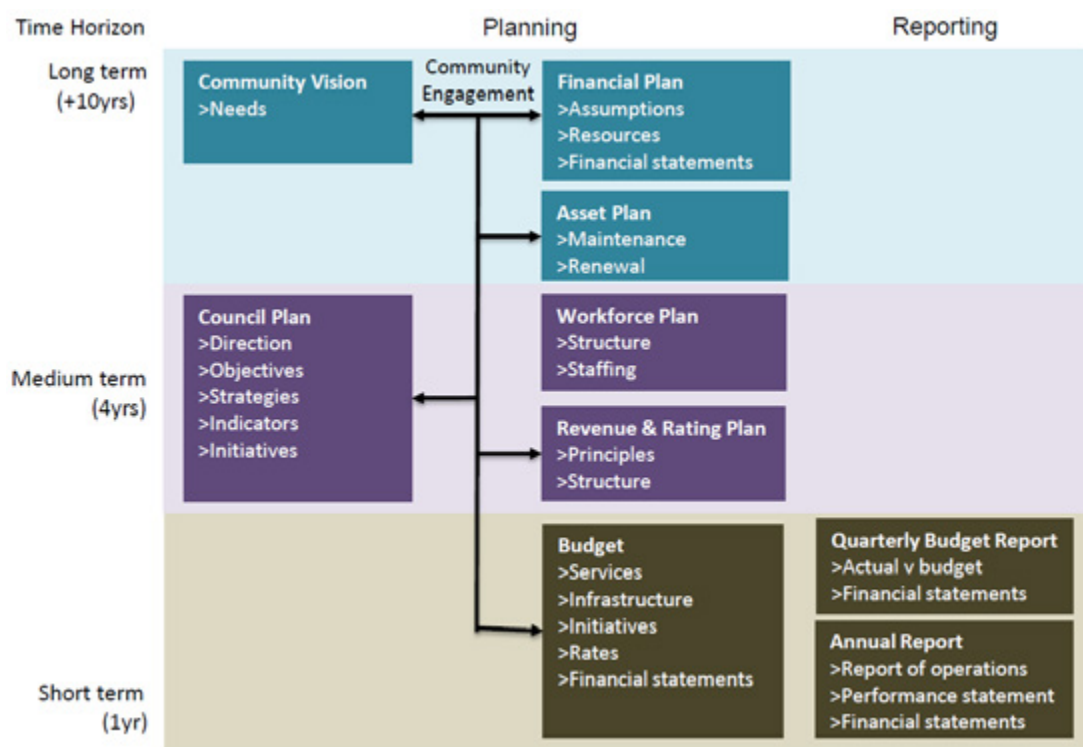 Time Horizon
Planning
Reporting
Long term
(+10yrs)
Community Vision
>Needs
Community
Engagement
Financial Plan
>Assumptions
>Resources
>Financial statements
Asset Plan
>Maintenance
>Renewal
Medium term
(4yrs)
Council Plan
>Direction
>Objectives
>Strategies
>Indicators
>Initiatives
Workforce Plan
>Structure
>Staffing
Revenue & Rating Plan
>Principles
>Structure
Short term
(1yr)
Budget
>Services
>Infrastructure
>Initiatives
>Rates
>Financial statements
Quarterly Budget Report
>Actual v budget
>Financial statements
Annual Report
>Report of operations
>Performance statement
>Financial statements